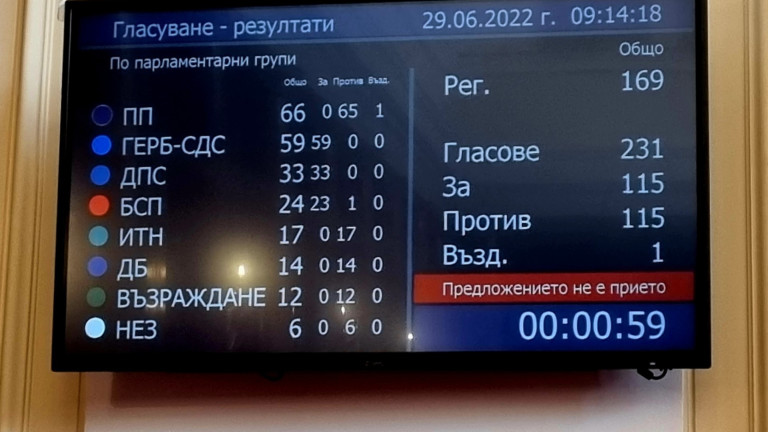 Гласуване - резултати 29.06.2022 г. 09:14:18
По парламентарни групи
Общо За Против Възд.
ПП 66 0 65 1
ГЕРБ-СДС 59 59 0 0
ДПС 33 33 0 0
БСП 24 23 1 0
ИТН 17 0 17 0
ДБ 14 0 14 0
ВЪЗРАЖДАНЕ 12 0 12 0
НЕЗ 6 0 6 0
Общо
Рег. 169
Гласове 231
За 115
Против 115
Възд. 1
Предложението не е прието
00:00:59